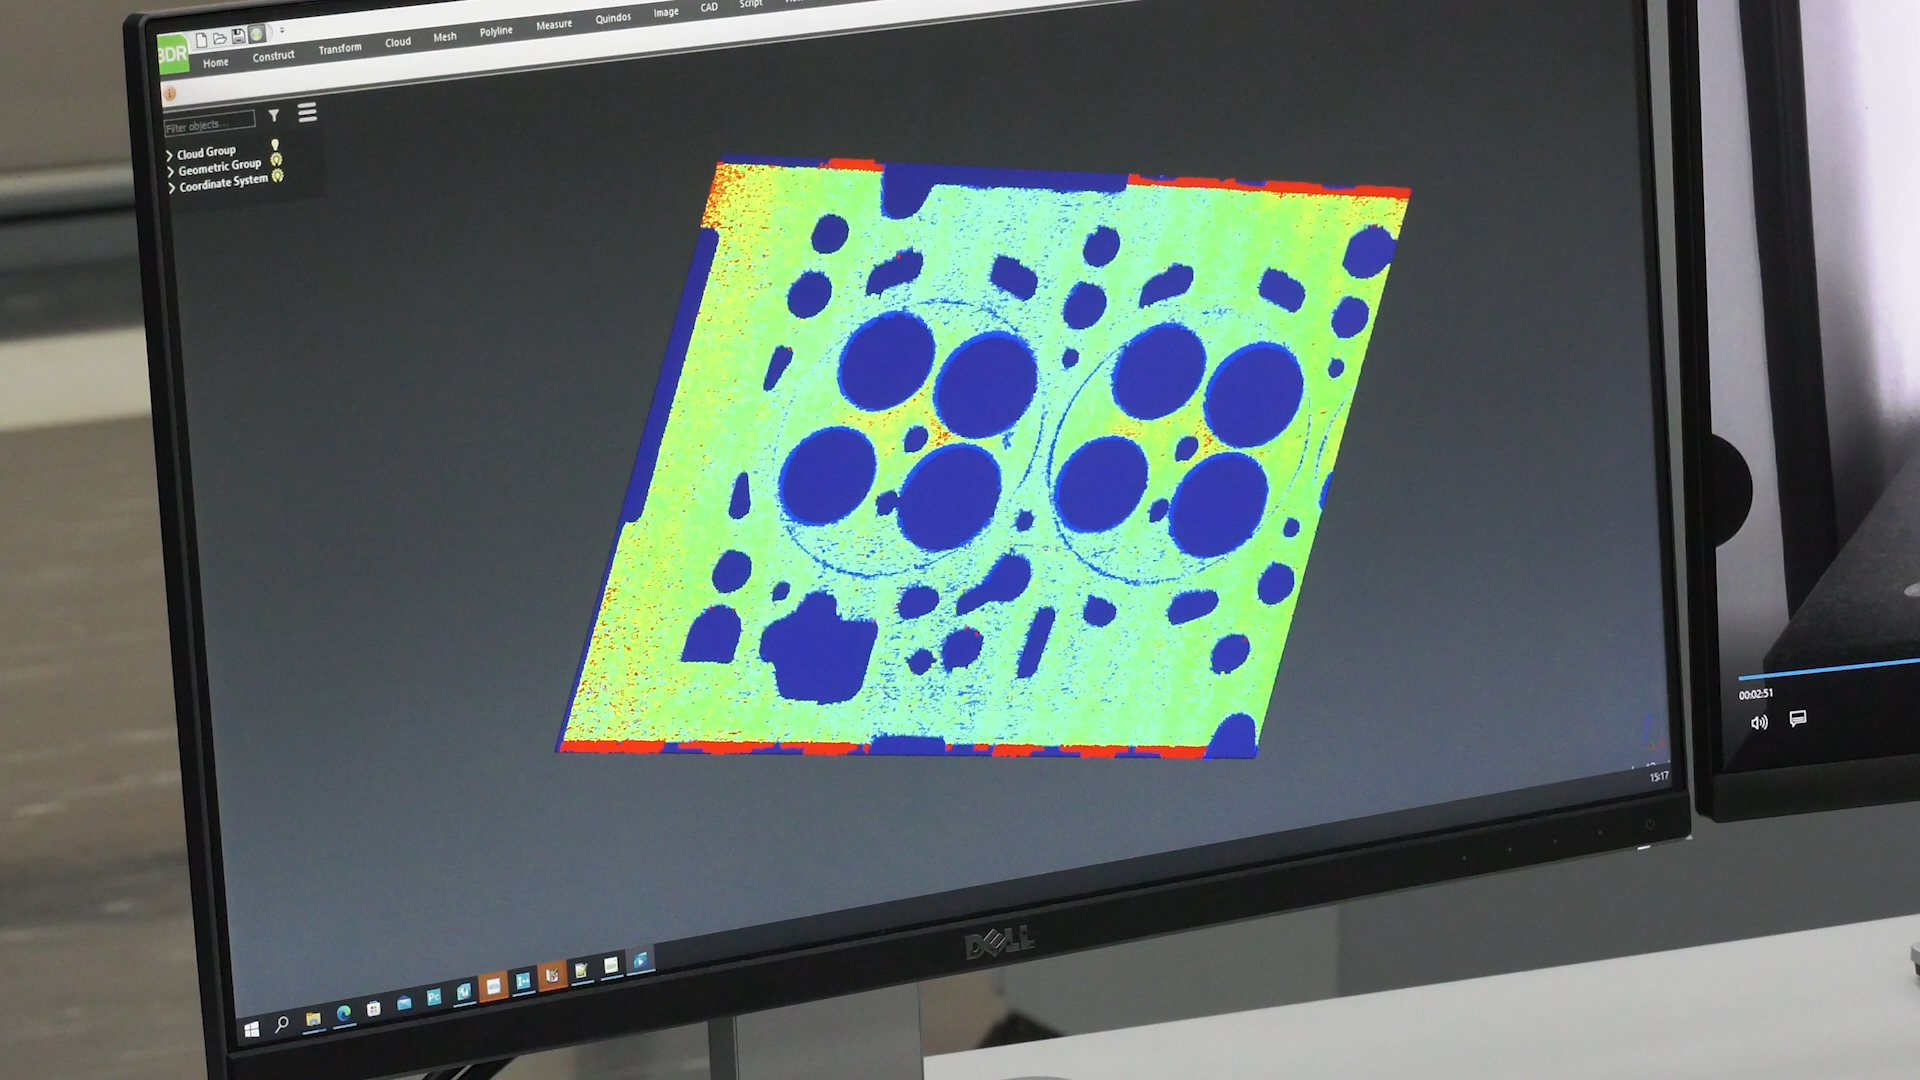 3DR
Home
Construct
Transform
Cloud
Mesh
Polyline
Measure
Quindos
Image
CAD
Script
Filter objects...
Cloud Group
Geometric Group
Coordinate System
00:02:51
15:17
Pc
DELL